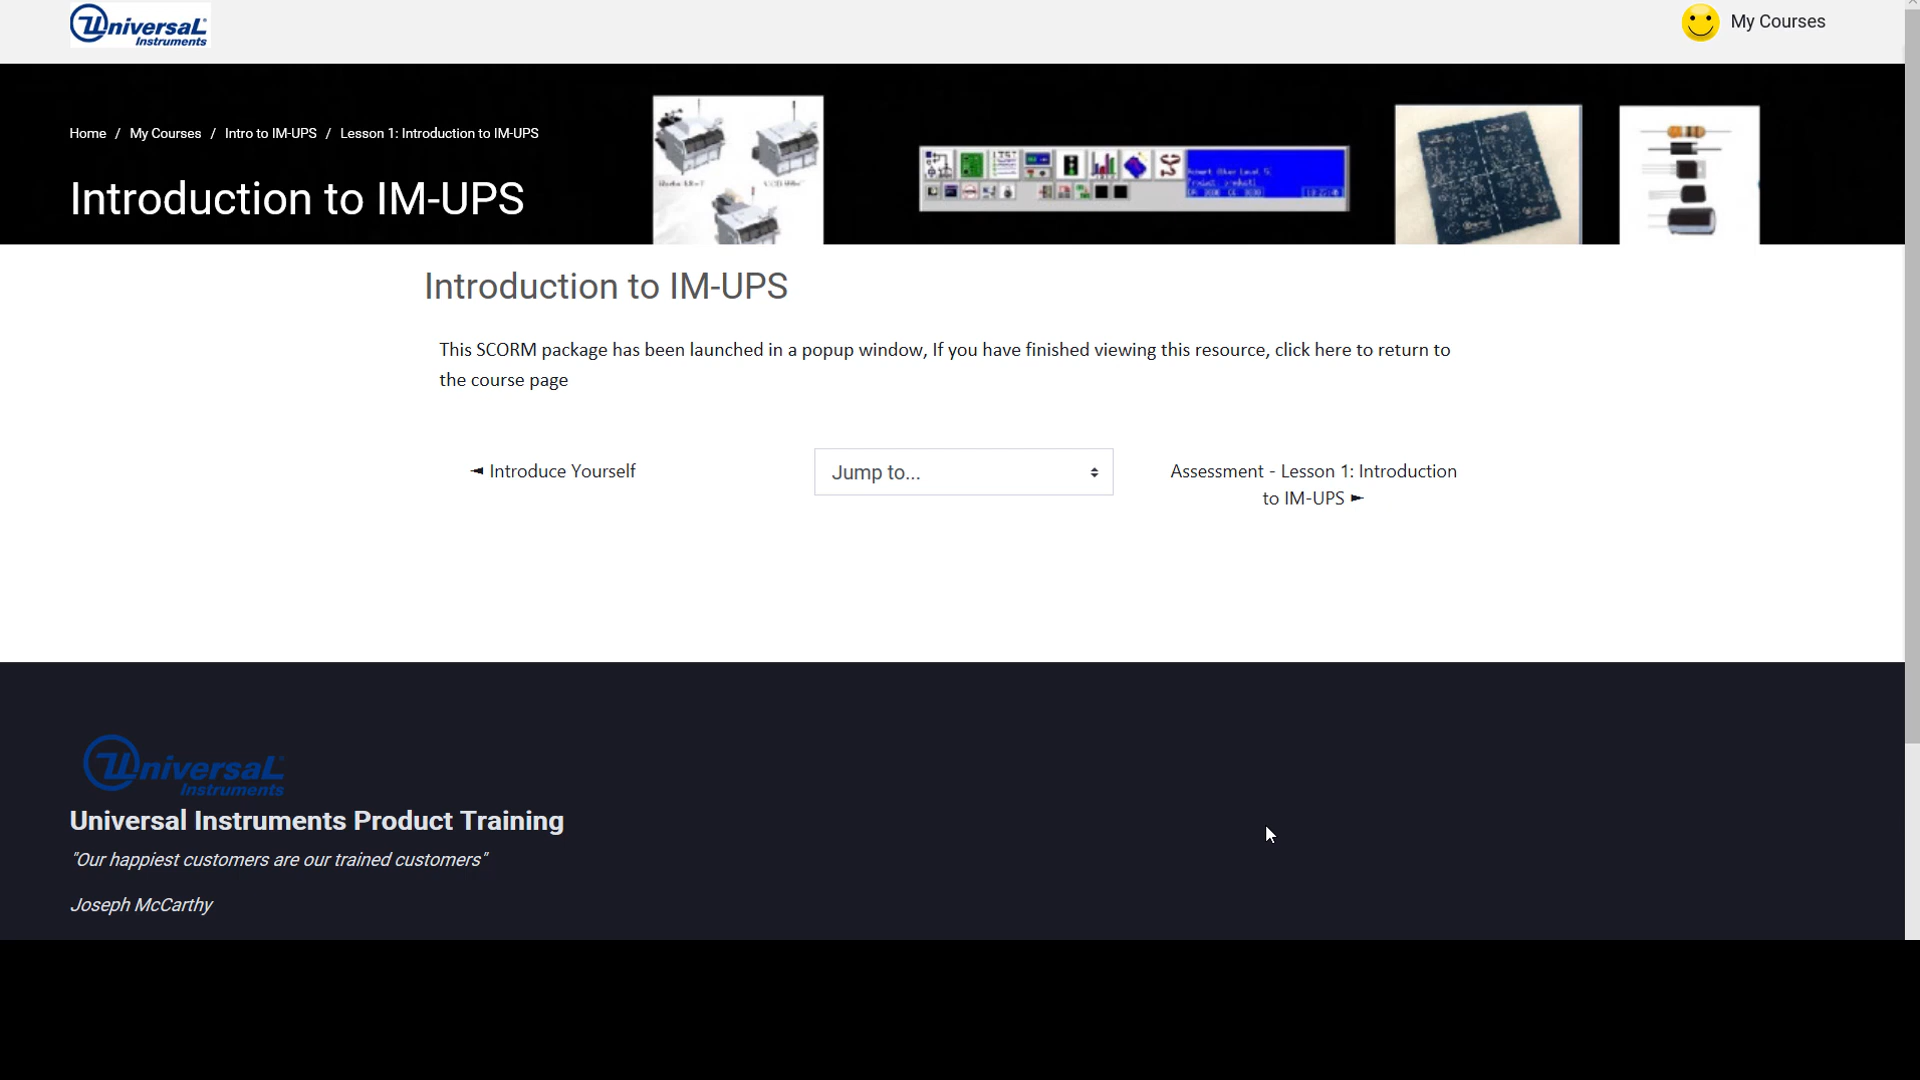 Universal
Instruments
My Courses
Home / My Courses / Intro to IM-UPS / Lesson 1: Introduction to IM-UPS
Introduction to IM-UPS
Introduction to IM-UPS
This SCORM package has been launched in a popup window, If you have finished viewing this resource, click here to return to
the course page
◄ Introduce Yourself
Jump to...
Assessment - Lesson 1: Introduction
to IM-UPS ►
Universal
Instruments
Universal Instruments Product Training
"Our happiest customers are our trained customers"
Joseph McCarthy